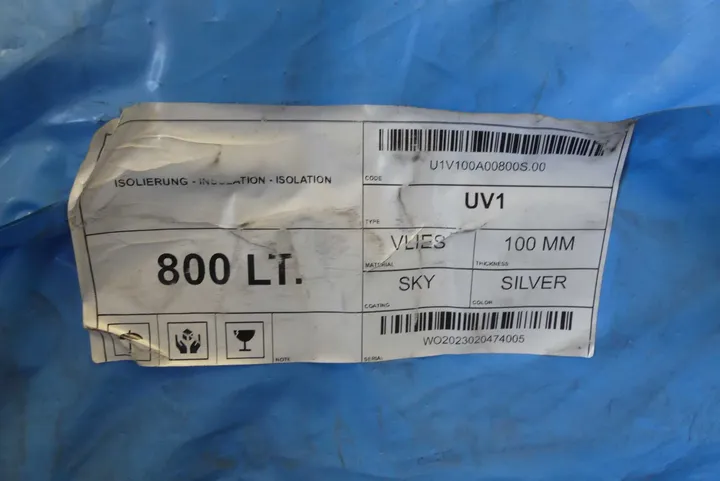 ISOLIERUNG - INSULATION - ISOLATION
800 LT.
NOTE
U1V100A00800S.00
CODE
UV1
TYPE
VLIES 100 MM
MATERIAL THICKNESS
SKY SILVER
COATING COLOR
WO2023020474005
SERIAL